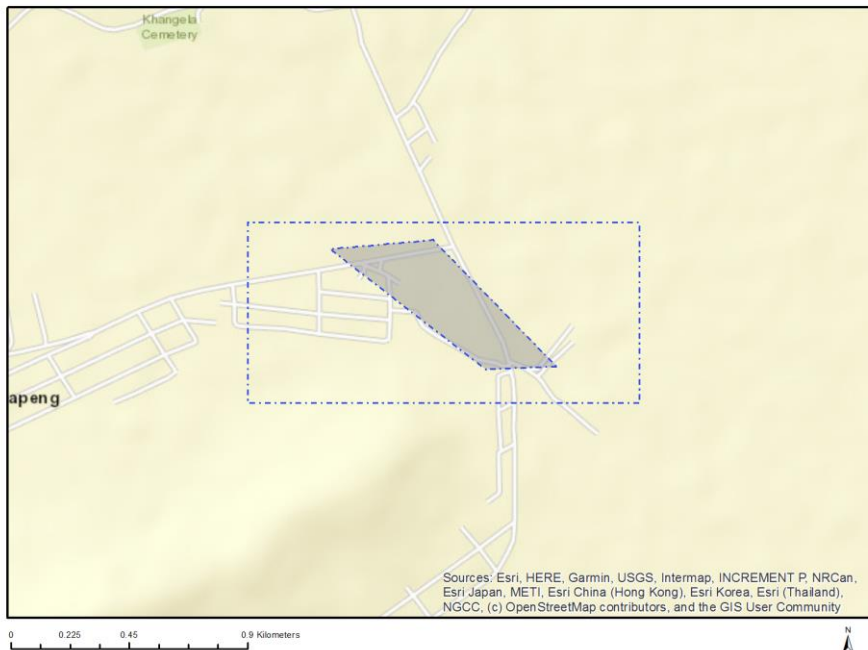 Khangela
Cemetery
apeng
Sources: Esri, HERE, Garmin, USGS, Intermap, INCREMENT P, NRCan,
Esri Japan, METI, Esri China (Hong Kong), Esri Korea, Esri (Thailand),
NGCC, (c) OpenStreetMap contributors, and the GIS User Community
0 0.225 0.45 0.9 Kilometers
N